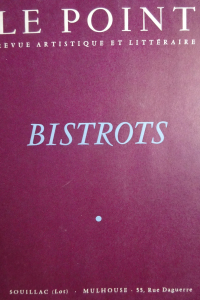 LE POINT
REVUE ARTISTIQUE ET LITTÉRAIRE
BISTROTS
SOUILLAC (Lot) · MULHOUSE - 55, Rue Daguerre